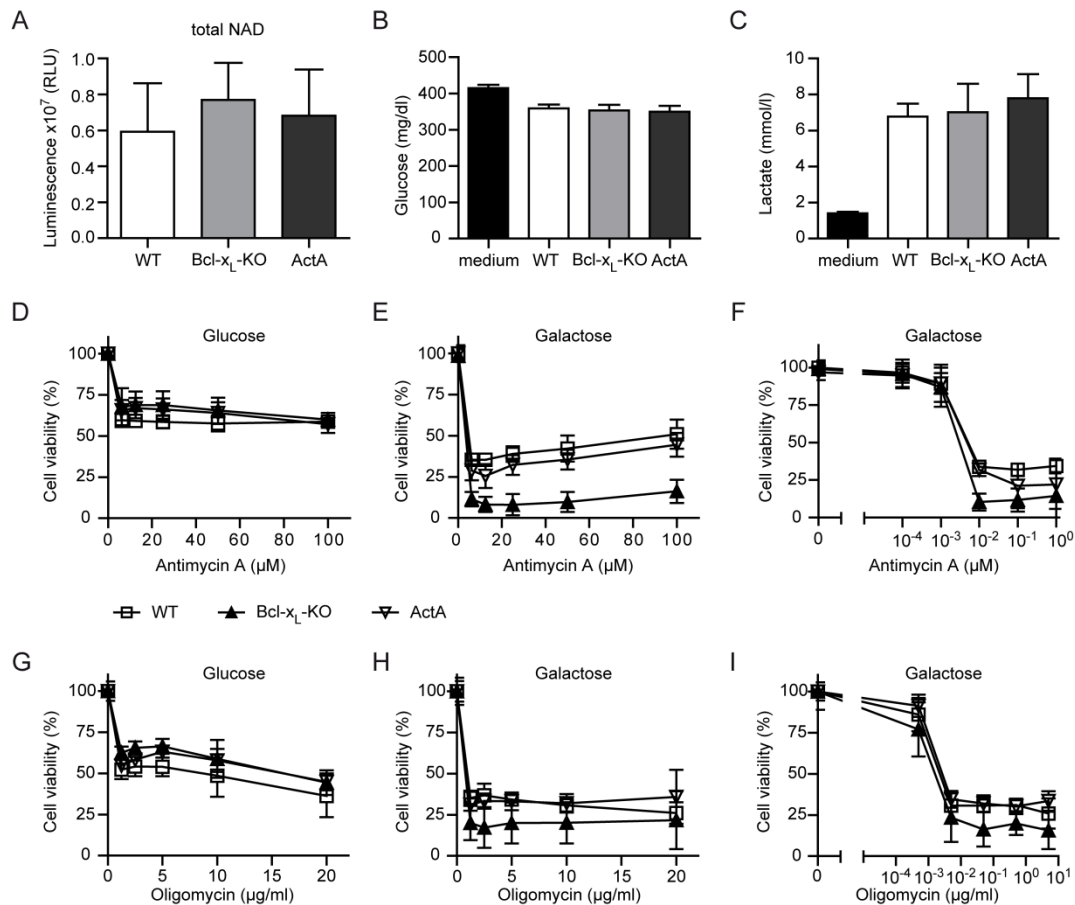 A
total NAD
Luminescence x10⁷ (RLU)
1.0
0.8
0.6
0.4
0.2
0.0
WT
Bcl-xL-KO
ActA
B
Glucose (mg/dl)
500
400
300
200
100
0
medium
WT
Bcl-xL-KO
ActA
C
Lactate (mmol/l)
10
8
6
4
2
0
medium
WT
Bcl-xL-KO
ActA
D
Glucose
Cell viability (%)
100
75
50
25
0
0 20 40 60 80 100
Antimycin A (µM)
E
Galactose
Cell viability (%)
100
75
50
25
0
0 20 40 60 80 100
Antimycin A (µM)
F
Galactose
Cell viability (%)
100
75
50
25
0
0 10⁻⁴ 10⁻³ 10⁻² 10⁻¹ 10⁰
Antimycin A (µM)
WT Bcl-xL-KO ActA
G
Glucose
Cell viability (%)
100
75
50
25
0
0 5 10 15 20
Oligomycin (µg/ml)
H
Galactose
Cell viability (%)
100
75
50
25
0
0 5 10 15 20
Oligomycin (µg/ml)
I
Galactose
Cell viability (%)
100
75
50
25
0
0 10⁻⁴ 10⁻³ 10⁻² 10⁻¹ 10⁰ 10¹
Oligomycin (µg/ml)